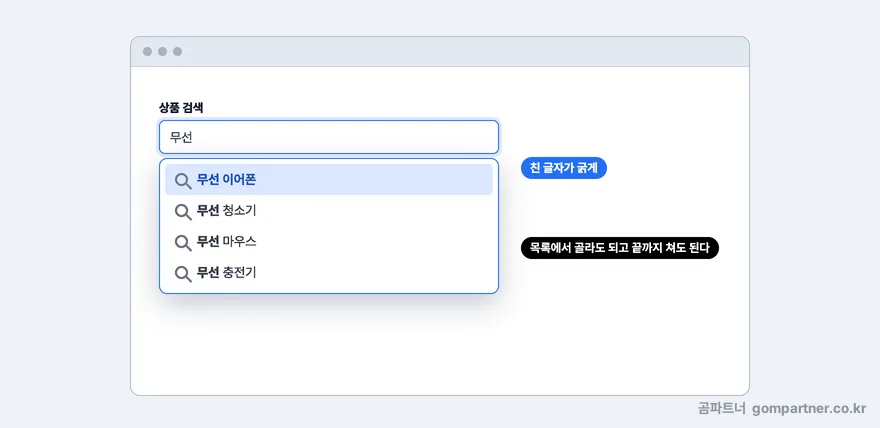 상품 검색
무선
무선 이어폰
무선 청소기
무선 마우스
무선 충전기
친 글자가 굵게
목록에서 골라도 되고 끝까지 쳐도 된다
곰파트너 gompartner.co.kr